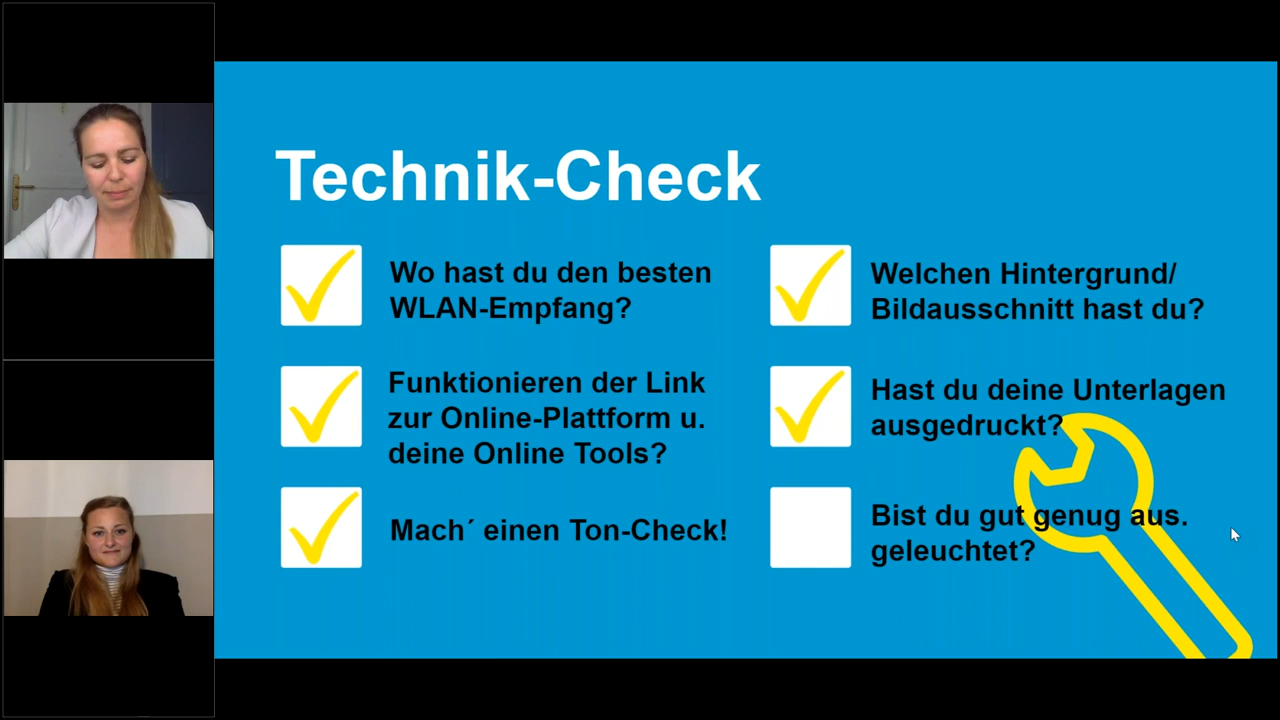 Technik-Check
Wo hast du den besten
WLAN-Empfang?
Funktionieren der Link
zur Online-Plattform u.
deine Online Tools?
Mach´ einen Ton-Check!
Welchen Hintergrund/
Bildausschnitt hast du?
Hast du deine Unterlagen
ausgedruckt?
Bist du gut genug aus.
geleuchtet?